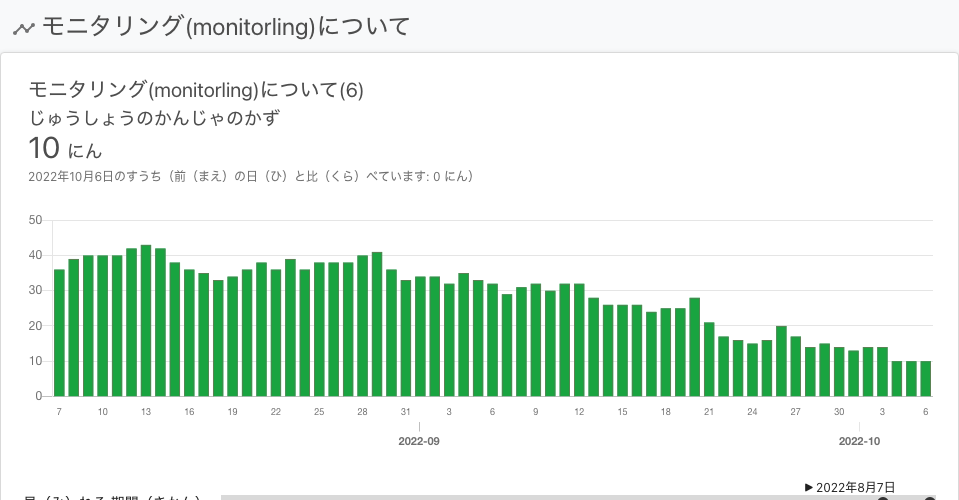 モニタリング(monitorling)について
モニタリング(monitorling)について(6)
じゅうしょうのかんじゃのかず
10 にん
2022年10月6日のすうち（前（まえ）の日（ひ）と比（くら）べています: 0 にん）
50
40
30
20
10
0
7 10 13 16 19 22 25 28 31 3 6 9 12 15 18 21 24 27 30 3 6
2022-09 2022-10
▶ 2022年8月7日